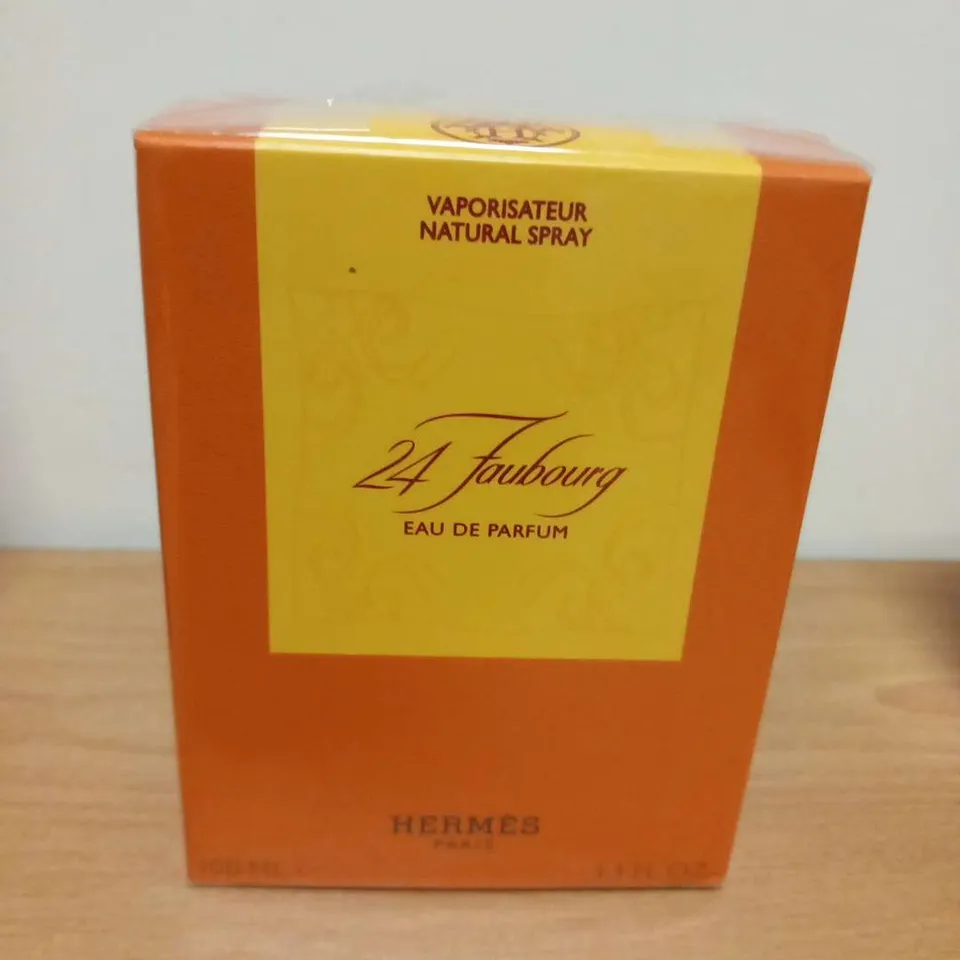 VAPORISATEUR
NATURAL SPRAY
24 Faubourg
EAU DE PARFUM
HERMÈS
PARIS